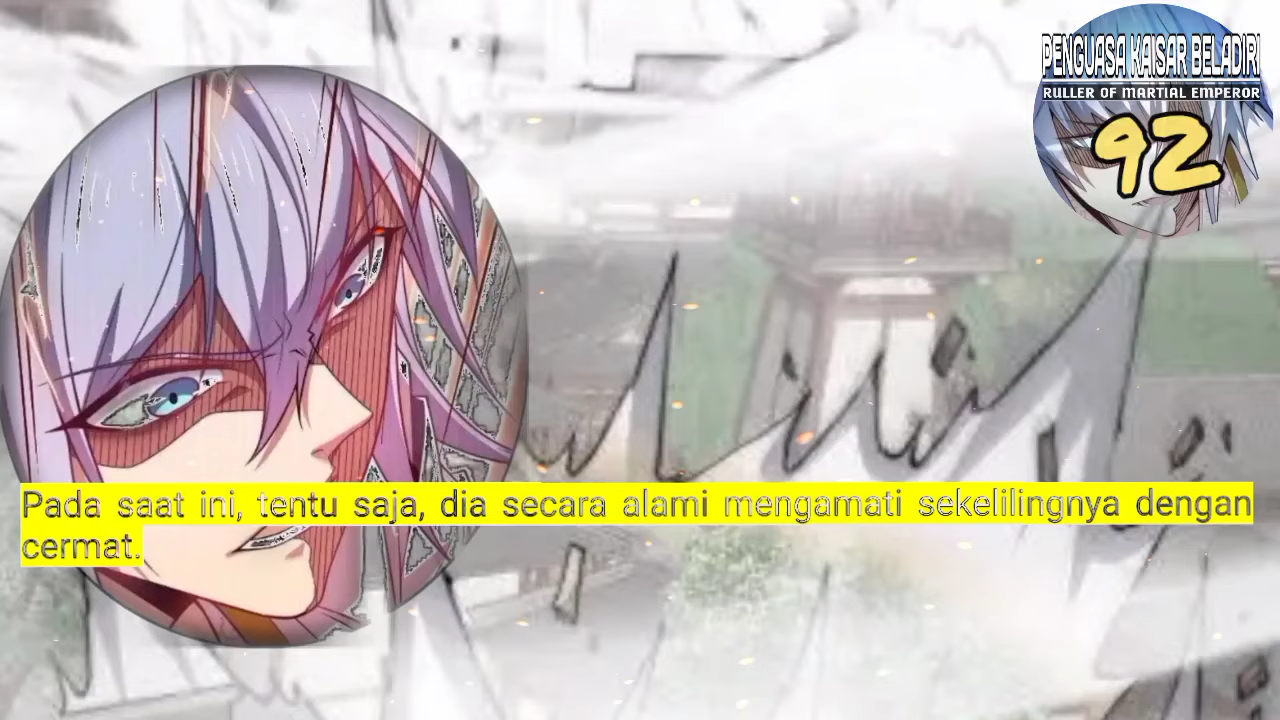 PENGUASA KAISAR BELADIRI
RULLER OF MARTIAL EMPEROR
92
Pada saat ini, tentu saja, dia secara alami mengamati sekelilingnya dengan
cermat.